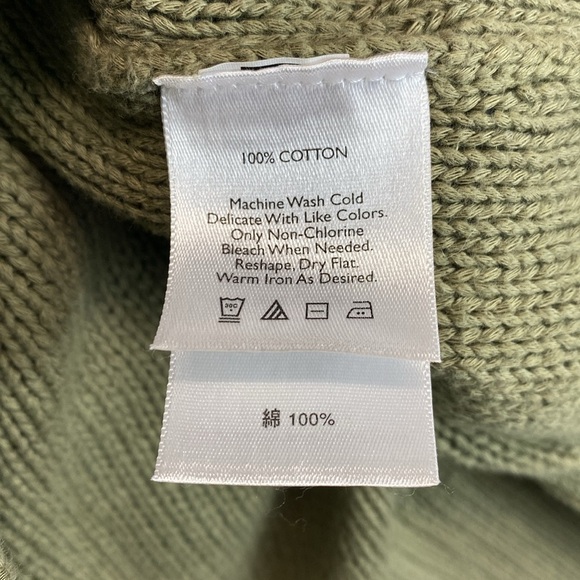 100% COTTON
Machine Wash Cold
Delicate With Like Colors.
Only Non-Chlorine
Bleach When Needed.
Reshape, Dry Flat.
Warm Iron As Desired.
30C
綿 100%